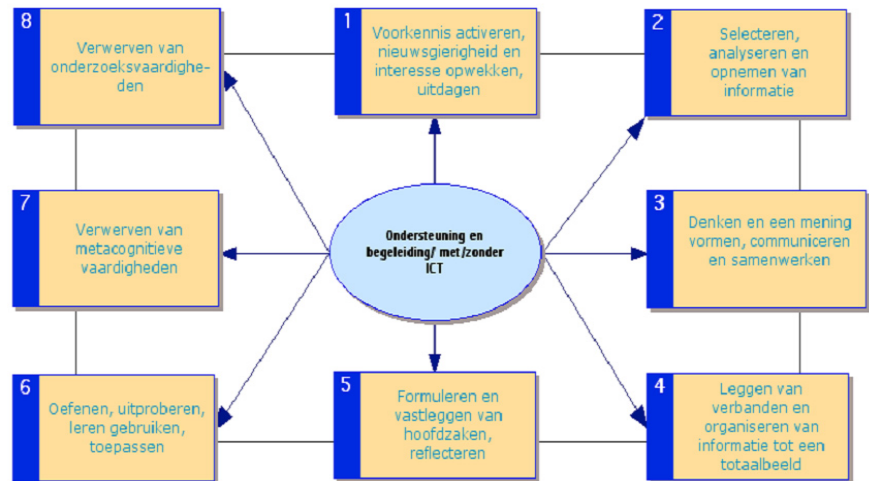 8
Verwerven van
onderzoeksvaardighe-
den
1
Voorkennis activeren,
nieuwsgierigheid en
interesse opwekken,
uitdagen
2
Selecteren,
analyseren en
opnemen van
informatie
7
Verwerven van
metacognitieve
vaardigheden
Ondersteuning en
begeleiding/ met/zonder
ICT
3
Denken en een mening
vormen, communiceren
en samenwerken
6
Oefenen, uitproberen,
leren gebruiken,
toepassen
5
Formuleren en
vastleggen van
hoofdzaken,
reflecteren
4
Leggen van
verbanden en
organiseren van
informatie tot een
totaalbeeld